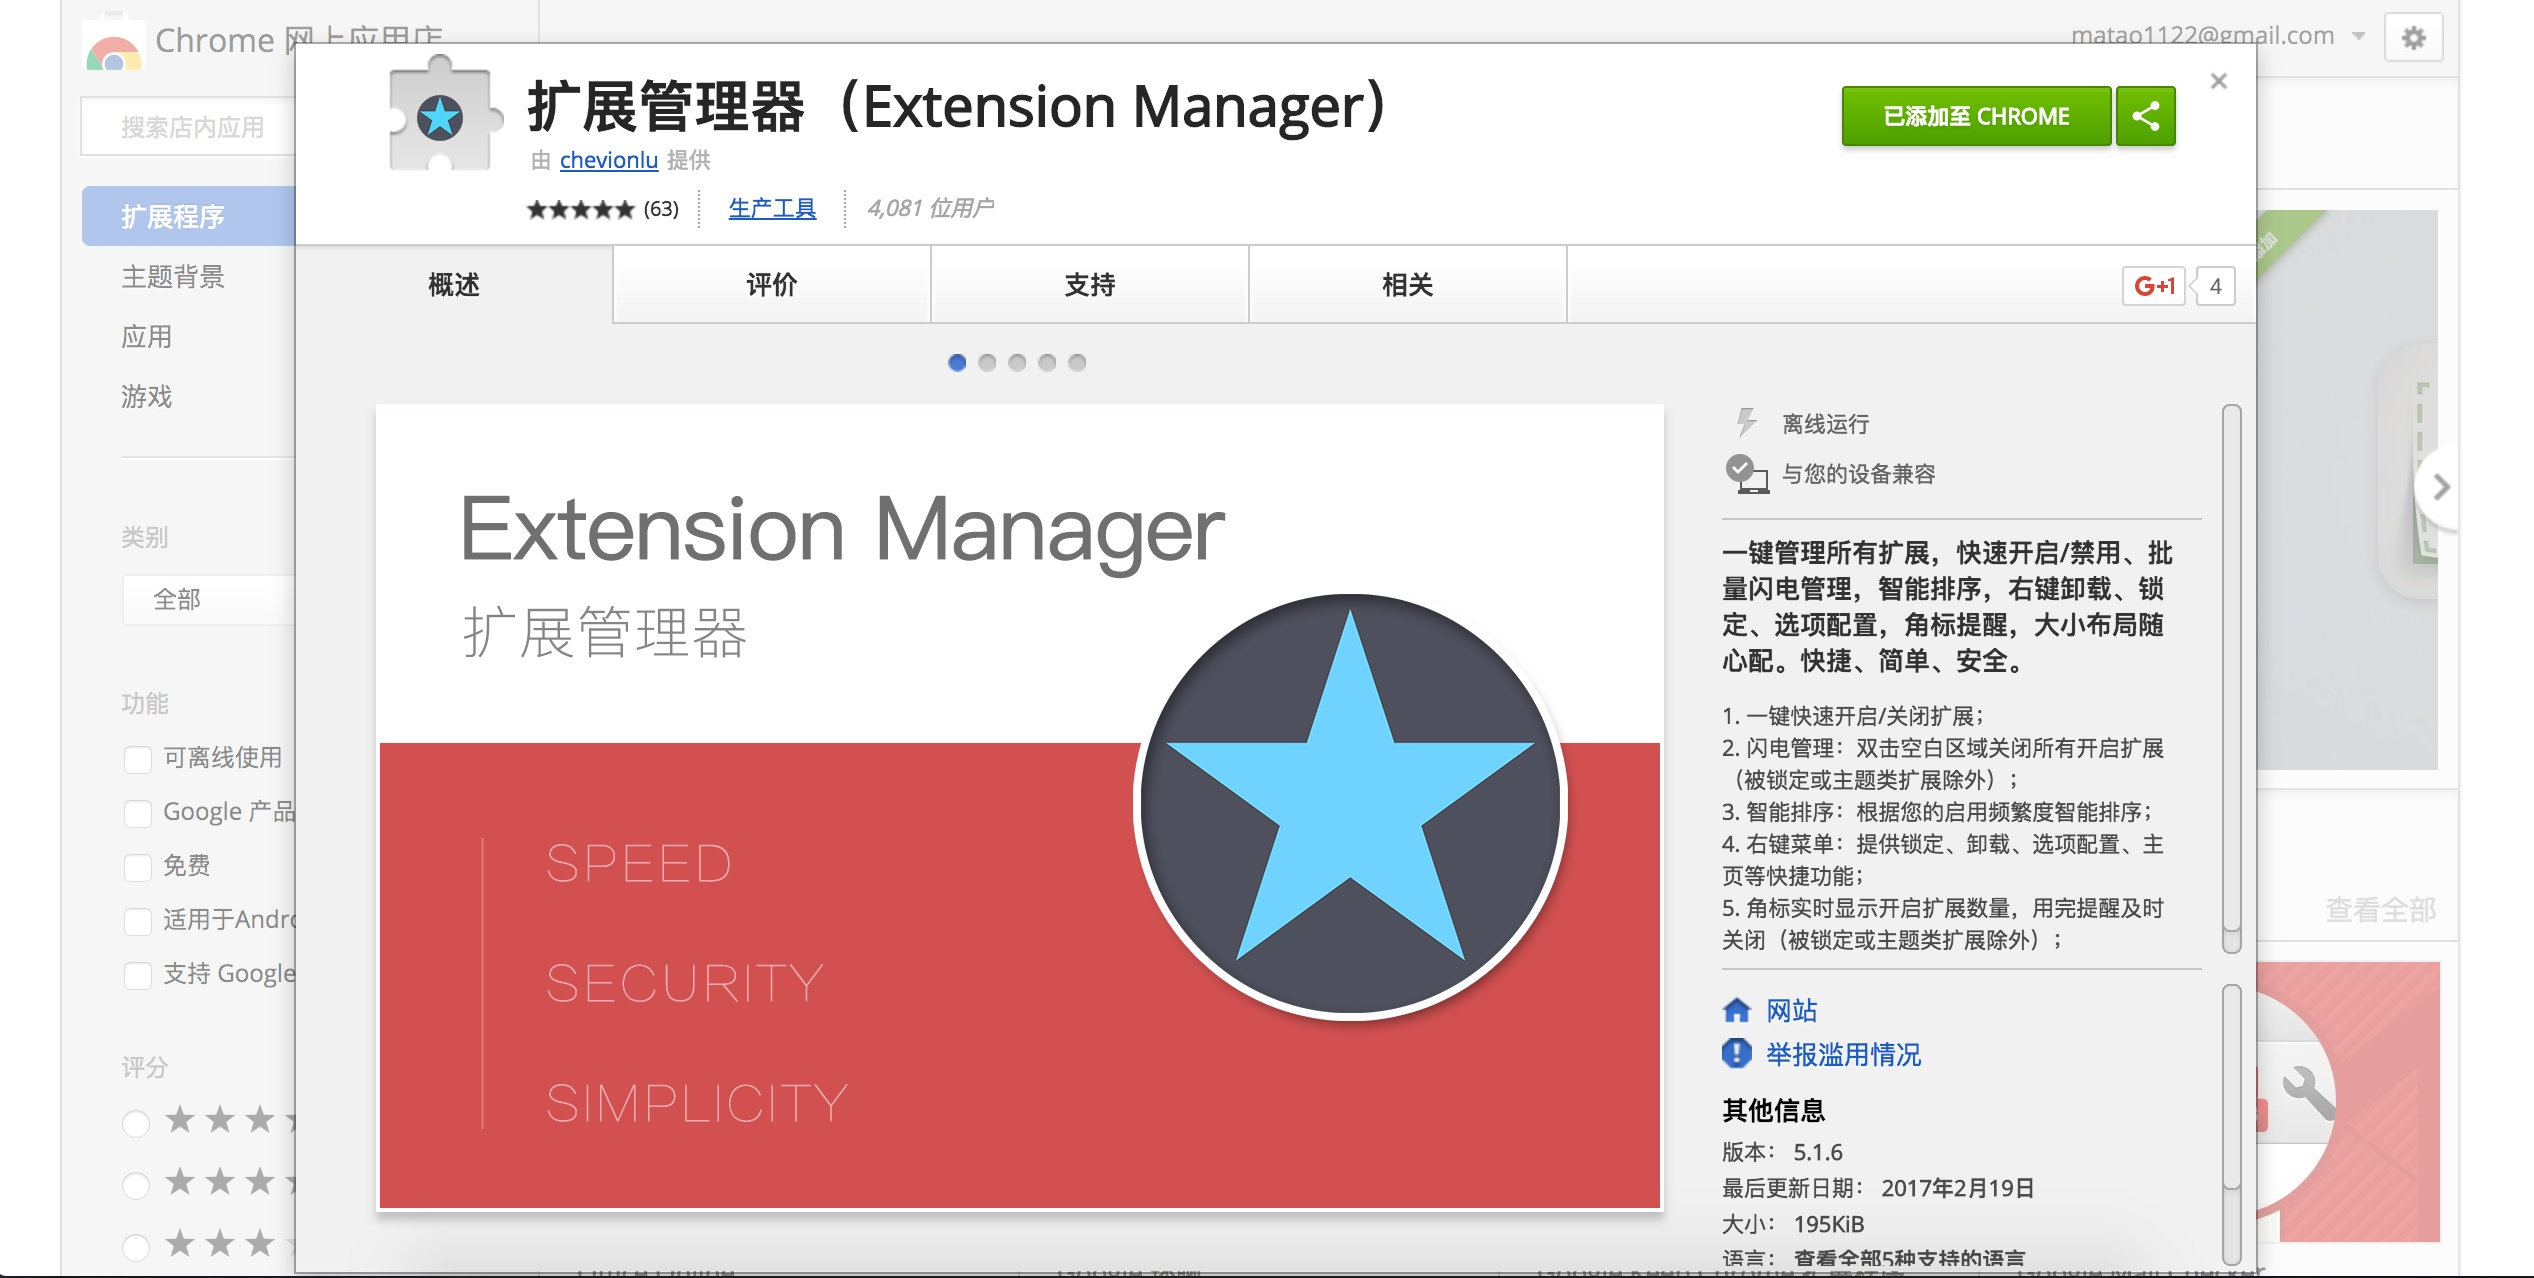 Chrome 网上应用店
matao1122@gmail.com
搜索店内应用
扩展程序
主题背景
应用
游戏
类别
全部
功能
可离线使用
Google 产品
免费
适用于Andro
支持 Google
评分
扩展管理器（Extension Manager）
由 chevionlu 提供
(63)
生产工具
4,081 位用户
已添加至 CHROME
概述
评价
支持
相关
G+1
4
Extension Manager
扩展管理器
SPEED
SECURITY
SIMPLICITY
离线运行
与您的设备兼容
一键管理所有扩展，快速开启/禁用、批
量闪电管理，智能排序，右键卸载、锁
定、选项配置，角标提醒，大小布局随
心配。快捷、简单、安全。
1. 一键快速开启/关闭扩展；
2. 闪电管理：双击空白区域关闭所有开启扩展
（被锁定或主题类扩展除外）；
3. 智能排序：根据您的启用频繁度智能排序；
4. 右键菜单：提供锁定、卸载、选项配置、主
页等快捷功能；
5. 角标实时显示开启扩展数量，用完提醒及时
关闭（被锁定或主题类扩展除外）；
网站
举报滥用情况
其他信息
版本： 5.1.6
最后更新日期： 2017年2月19日
大小： 195KiB
语言： 查看全部5种支持的语言
查看全部